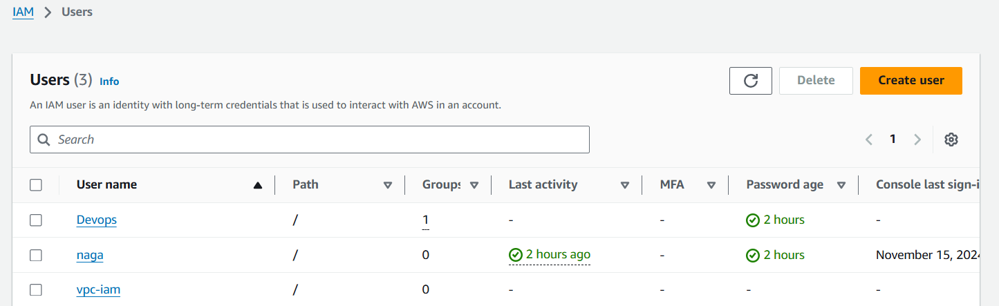 IAM > Users
Users (3) Info
Delete
Create user
An IAM user is an identity with long-term credentials that is used to interact with AWS in an account.
Search
1
User name Path Groups Last activity MFA Password age Console last sign-i
Devops / 1 - - 2 hours -
naga / 0 2 hours ago - 2 hours November 15, 2024
vpc-iam / 0 - - - -